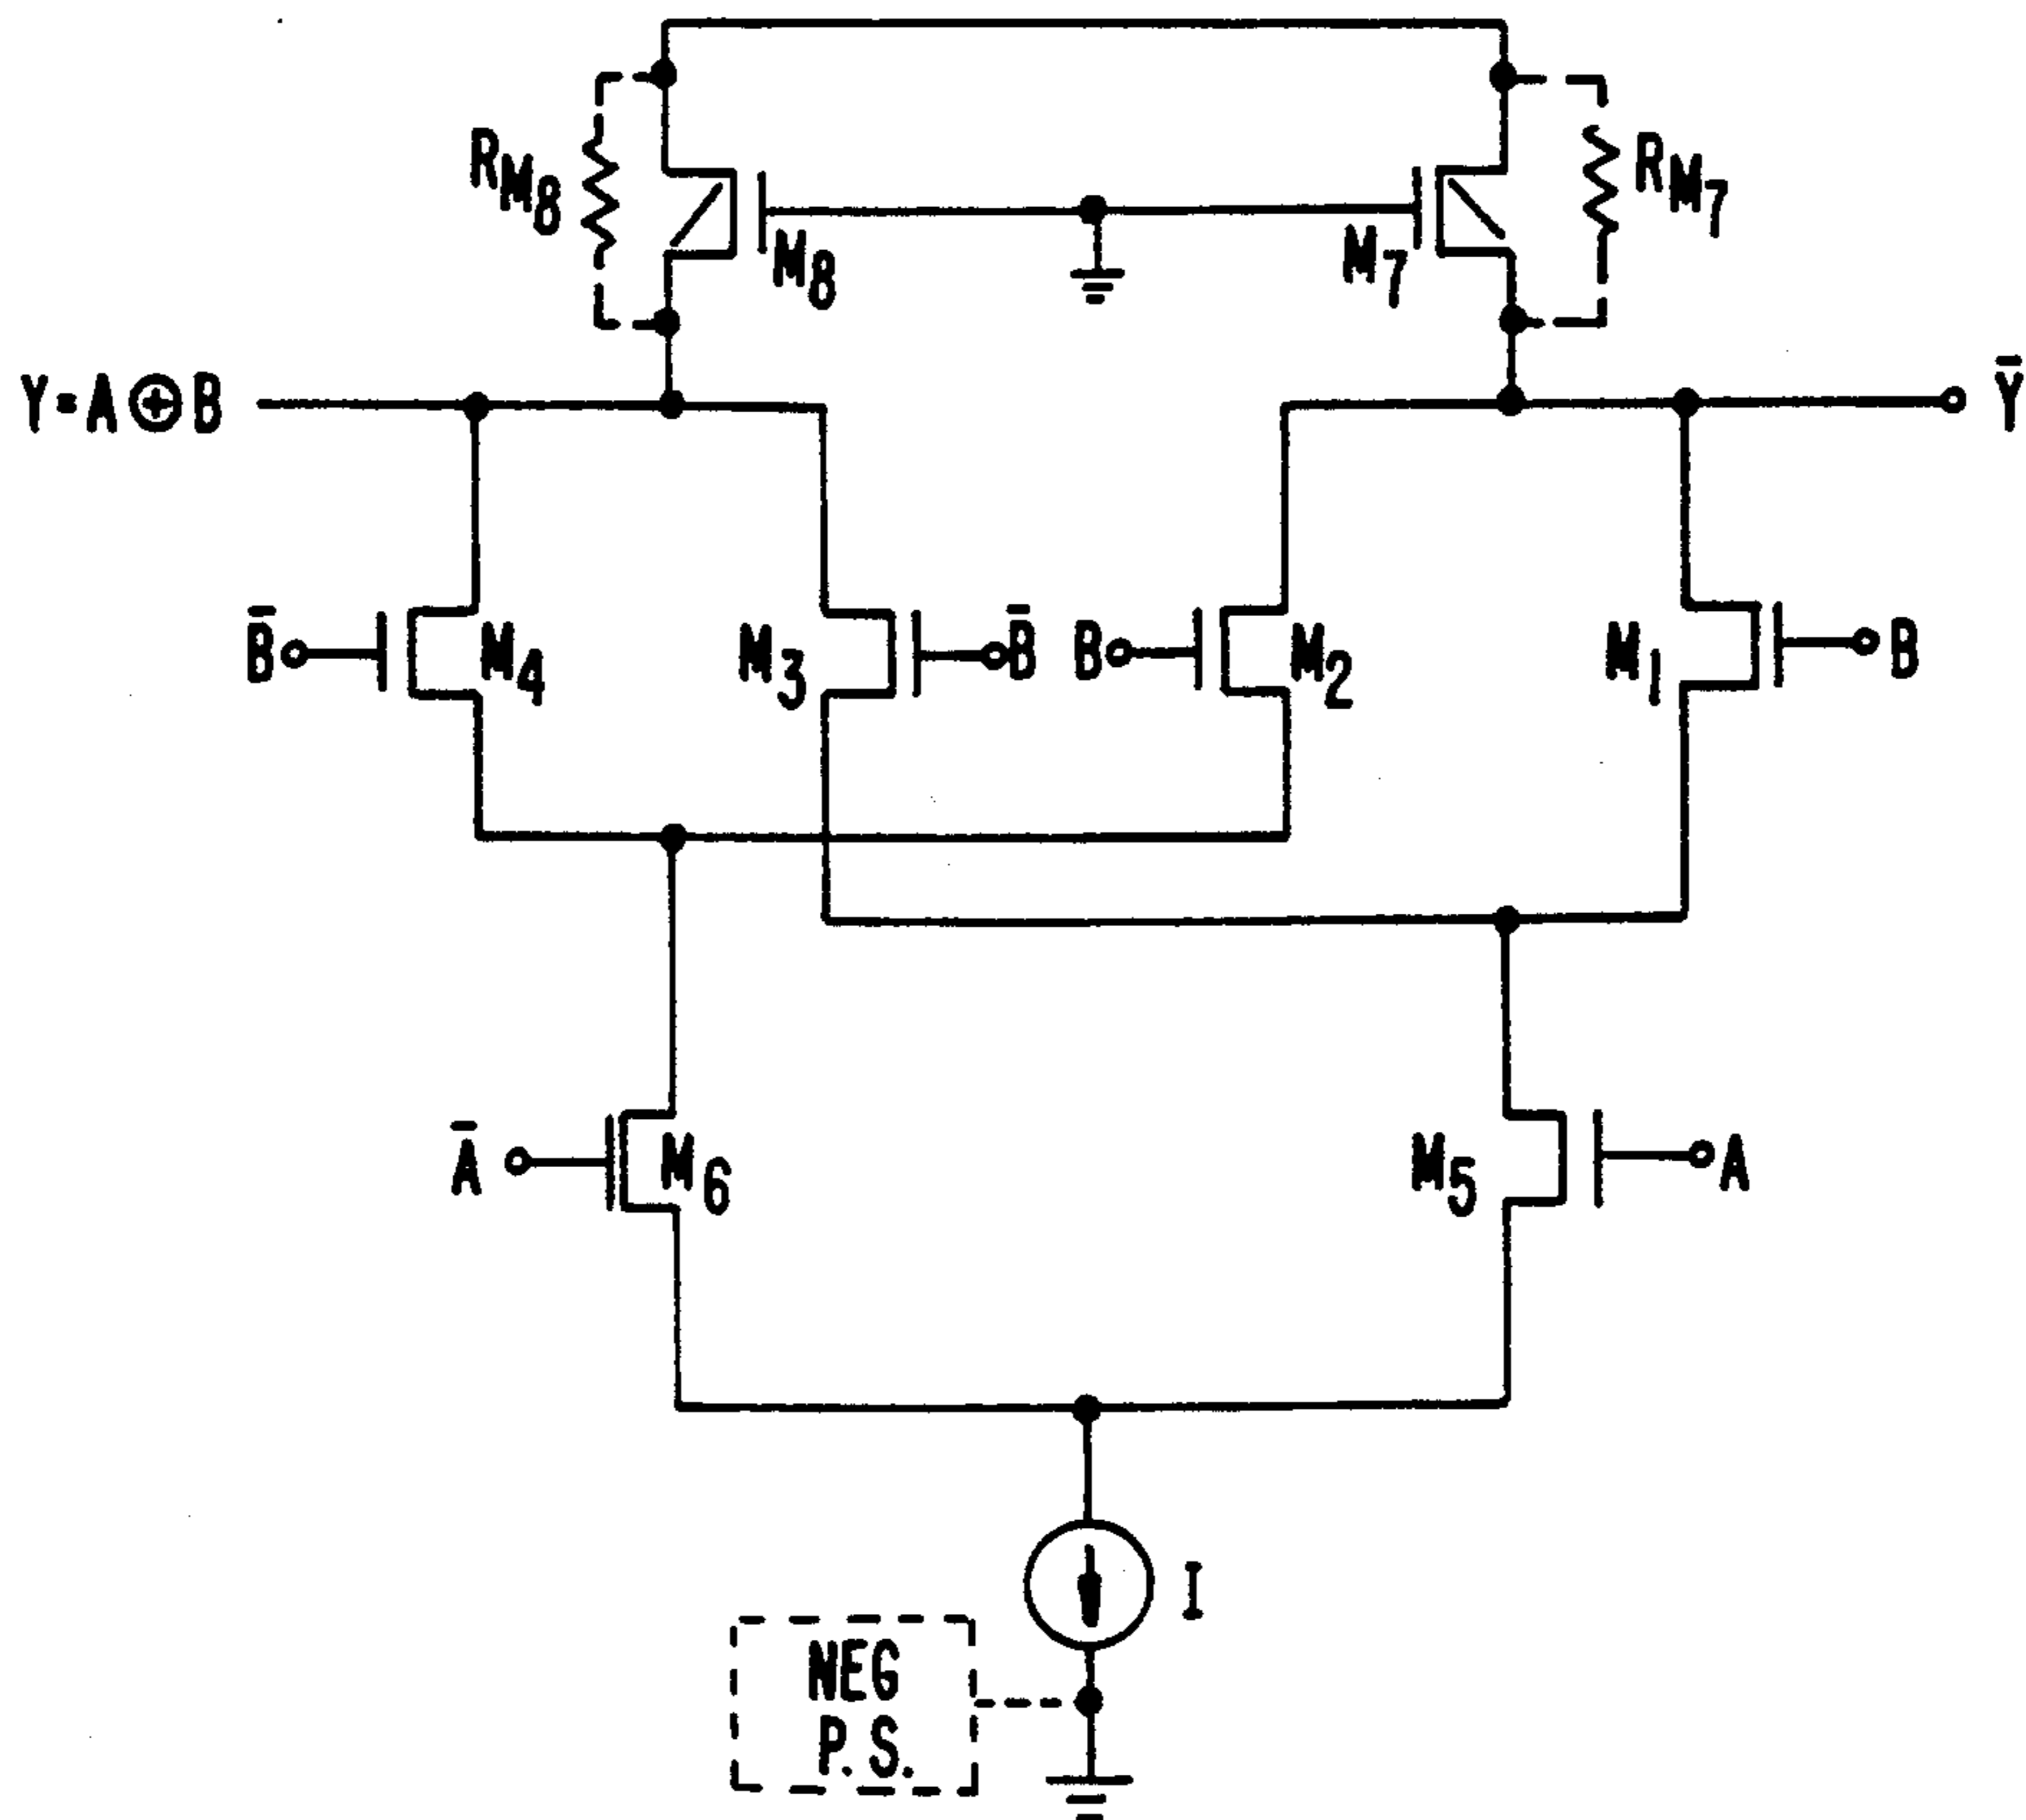 R_M8
R_M7
M8
M7
Y=A⊕B
Y̅
B̅
M4
M3
B̅
B
M2
M1
B
A̅
M6
M5
A
I
NEG
P.S.